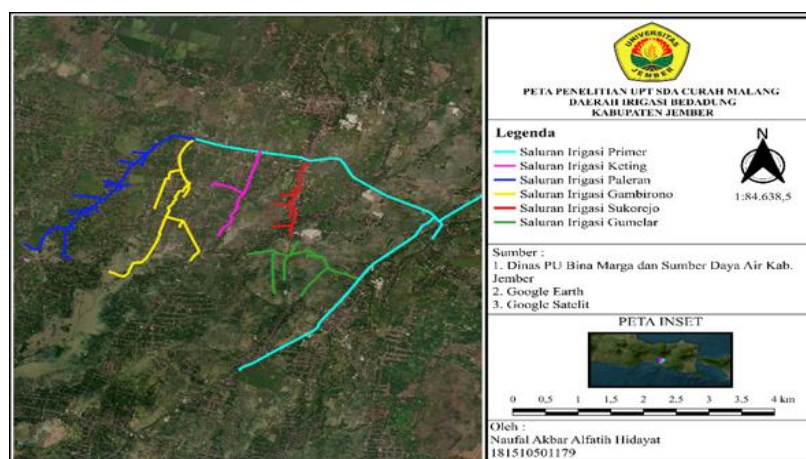 UNIVERSITAS
JEMBER
PETA PENELITIAN UPT SDA CURAH MALANG
DAERAH IRIGASI BEDADUNG
KABUPATEN JEMBER
Legenda
Saluran Irigasi Primer
Saluran Irigasi Keting
Saluran Irigasi Paleran
Saluran Irigasi Gambirono
Saluran Irigasi Sukorejo
Saluran Irigasi Gumelar
N
1:84.638,5
Sumber :
1. Dinas PU Bina Marga dan Sumber Daya Air Kab.
Jember
2. Google Earth
3. Google Satelit
PETA INSET
0 0,5 1 1,5 2 2,5 3 3,5 4 km
Oleh :
Naufal Akbar Alfatih Hidayat
181510501179